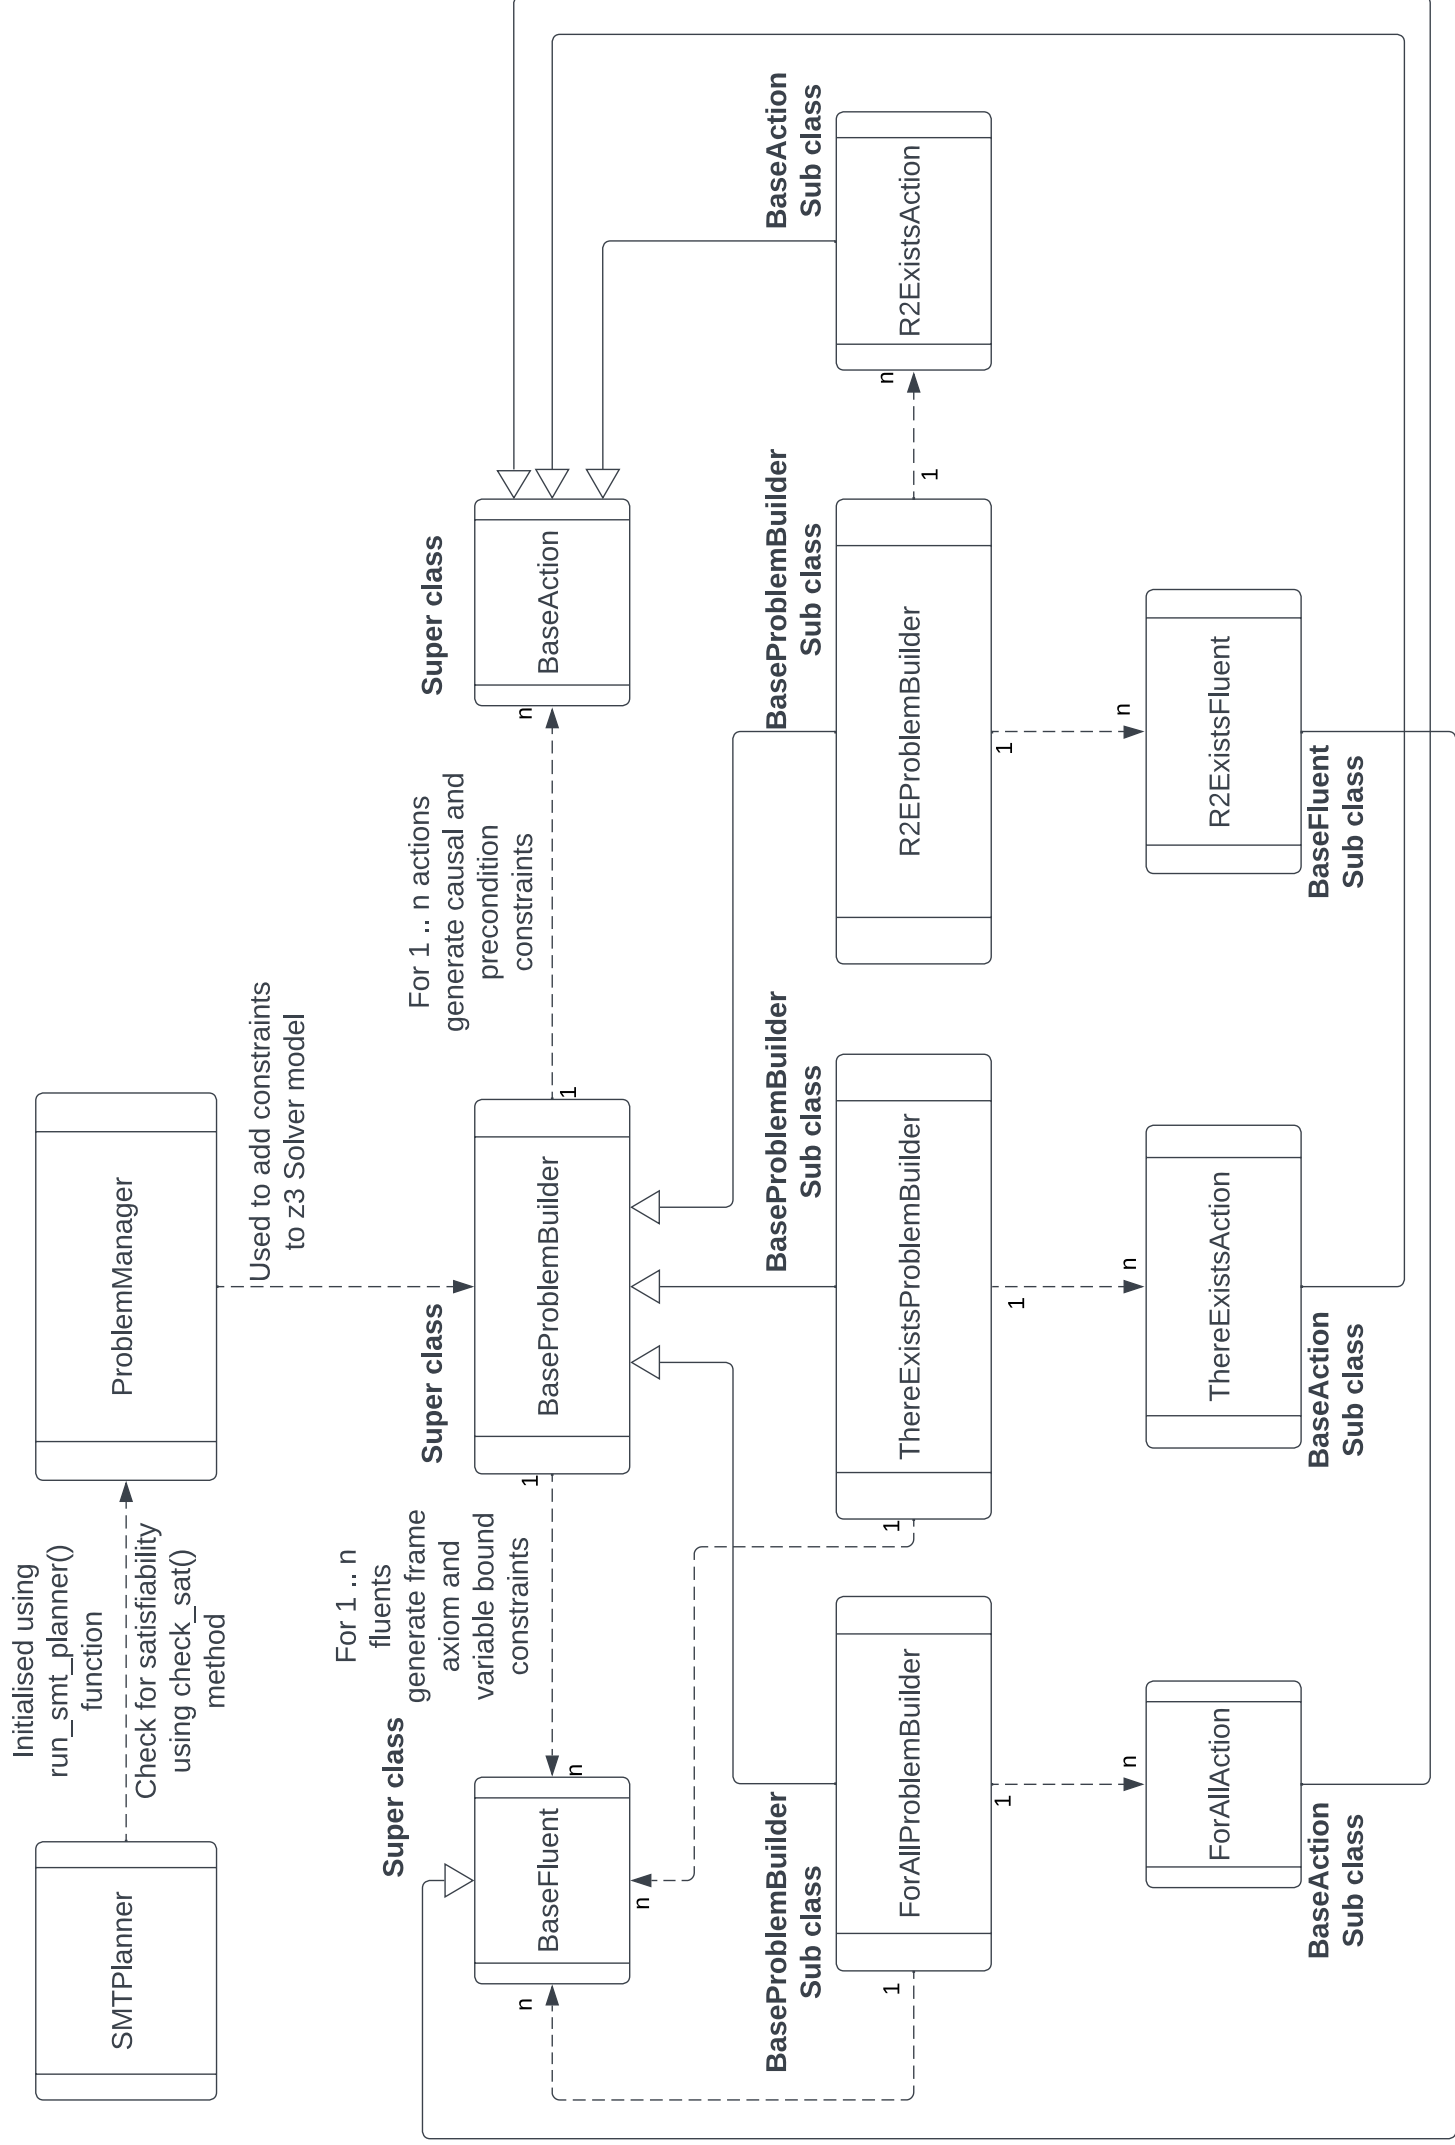 SMTPlanner
Initialised using
run_smt_planner()
function
Check for satisfiability
using check_sat()
method
ProblemManager
Used to add constraints
to z3 Solver model
Super class
BaseFluent
n
n
n
For 1 .. n
fluents
generate frame
axiom and
variable bound
constraints
1
Super class
BaseProblemBuilder
1
For 1 .. n actions
generate causal and
precondition
constraints
n
Super class
BaseAction
BaseProblemBuilder
Sub class
1
ForAllProblemBuilder
1
BaseProblemBuilder
Sub class
1
ThereExistsProblemBuilder
1
BaseProblemBuilder
Sub class
R2EProblemBuilder
1
1
n
BaseAction
Sub class
R2ExistsAction
n
ForAllAction
BaseAction
Sub class
n
ThereExistsAction
BaseAction
Sub class
n
R2ExistsFluent
BaseFluent
Sub class